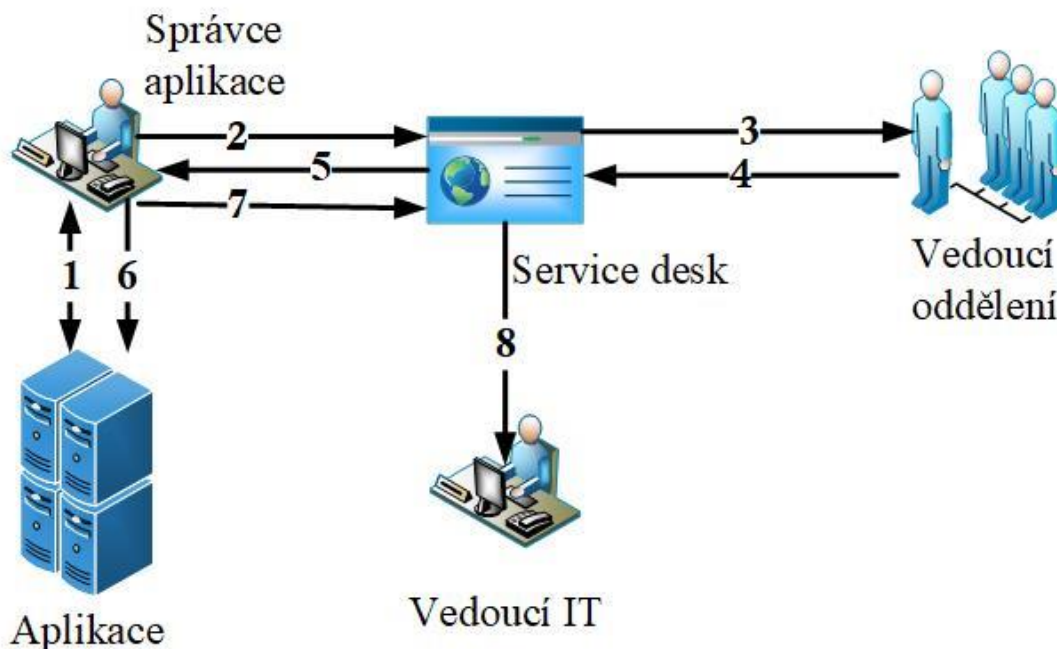 Správce
aplikace
2
3
5
4
7
1
6
Service desk
Vedoucí
oddělení
8
Vedoucí IT
Aplikace